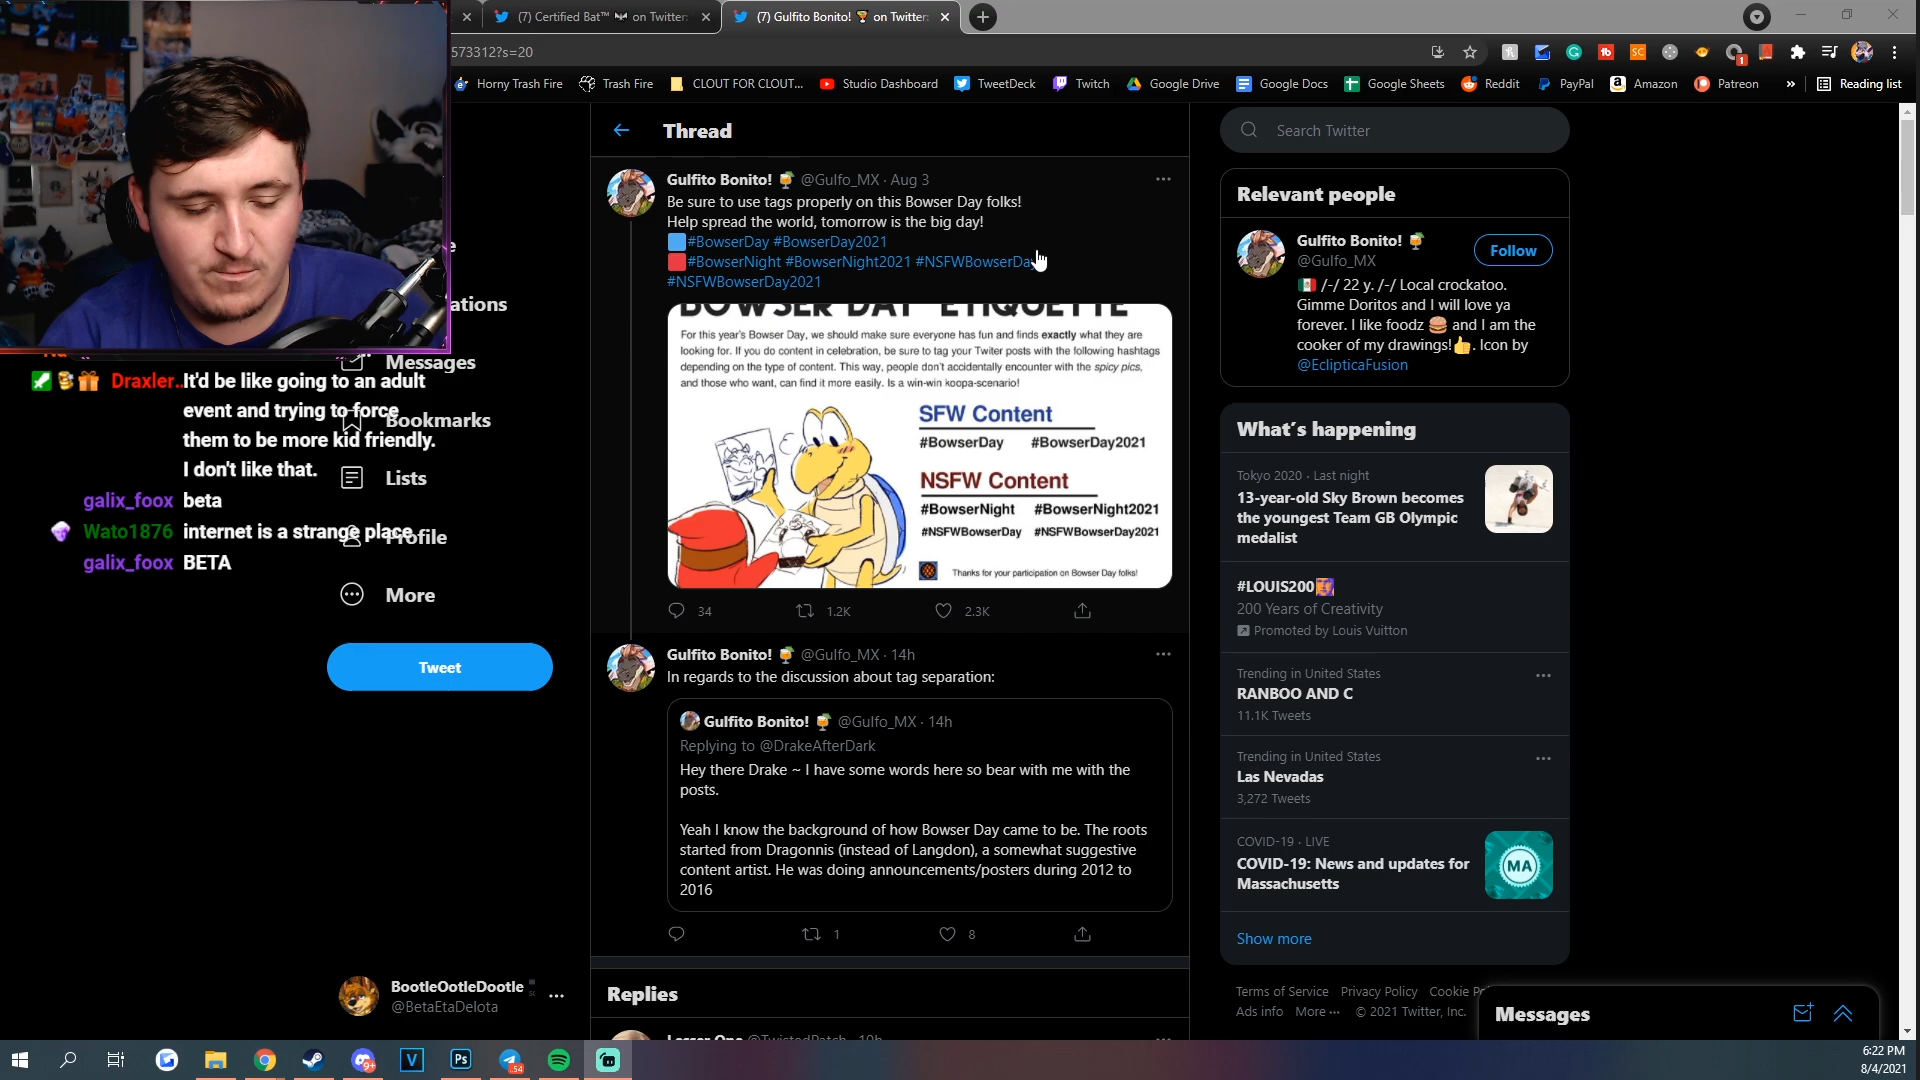 (7) Certified Bat™ on Twitter:
(7) Gulfito Bonito! on Twitter:
573312?s=20
Horny Trash Fire
Trash Fire
CLOUT FOR CLOUT...
Studio Dashboard
TweetDeck
Twitch
Google Drive
Google Docs
Google Sheets
Reddit
PayPal
Amazon
Patreon
»
Reading list
Thread
Gulfito Bonito! 🍹 @Gulfo_MX · Aug 3
Be sure to use tags properly on this Bowser Day folks!
Help spread the world, tomorrow is the big day!
🟦#BowserDay #BowserDay2021
🟥#BowserNight #BowserNight2021 #NSFWBowserDay
#NSFWBowserDay2021
BOWSER DAY ETIQUETTE
For this year's Bowser Day, we should make sure everyone has fun and finds exactly what they are
looking for. If you do content in celebration, be sure to tag your Twiter posts with the following hashtags
depending on the type of content. This way, people don't accidentally encounter with the spicy pics,
and those who want, can find it more easily. Is a win-win koopa-scenario!
SFW Content
#BowserDay #BowserDay2021
NSFW Content
#BowserNight #BowserNight2021
#NSFWBowserDay #NSFWBowserDay2021
Thanks for your participation on Bowser Day folks!
34 1.2K 2.3K
Gulfito Bonito! 🍹 @Gulfo_MX · 14h
In regards to the discussion about tag separation:
Gulfito Bonito! 🍹 @Gulfo_MX · 14h
Replying to @DrakeAfterDark
Hey there Drake ~ I have some words here so bear with me with the
posts.
Yeah I know the background of how Bowser Day came to be. The roots
started from Dragonnis (instead of Langdon), a somewhat suggestive
content artist. He was doing announcements/posters during 2012 to
2016
1 8
Replies
Lesser One @TwistedPatch · 10h
ations
Messages
Bookmarks
Lists
Profile
More
Tweet
Draxler..It'd be like going to an adult
event and trying to force
them to be more kid friendly.
I don't like that.
galix_foox beta
Wato1876 internet is a strange place
galix_foox BETA
BootleOotleDootle
@BetaEtaDelota
Search Twitter
Relevant people
Gulfito Bonito! 🍹
@Gulfo_MX
Follow
🇲🇽 /-/ 22 y. /-/ Local crockatoo.
Gimme Doritos and I will love ya
forever. I like foodz 🍔 and I am the
cooker of my drawings!👍. Icon by
@EclipticaFusion
What's happening
Tokyo 2020 · Last night
13-year-old Sky Brown becomes
the youngest Team GB Olympic
medalist
#LOUIS200
200 Years of Creativity
Promoted by Louis Vuitton
Trending in United States
RANBOO AND C
11.1K Tweets
Trending in United States
Las Nevadas
3,272 Tweets
COVID-19 · LIVE
COVID-19: News and updates for
Massachusetts
MA
Show more
Terms of Service Privacy Policy Cookie
Ads info More ··· © 2021 Twitter, Inc.
Messages
6:22 PM
8/4/2021